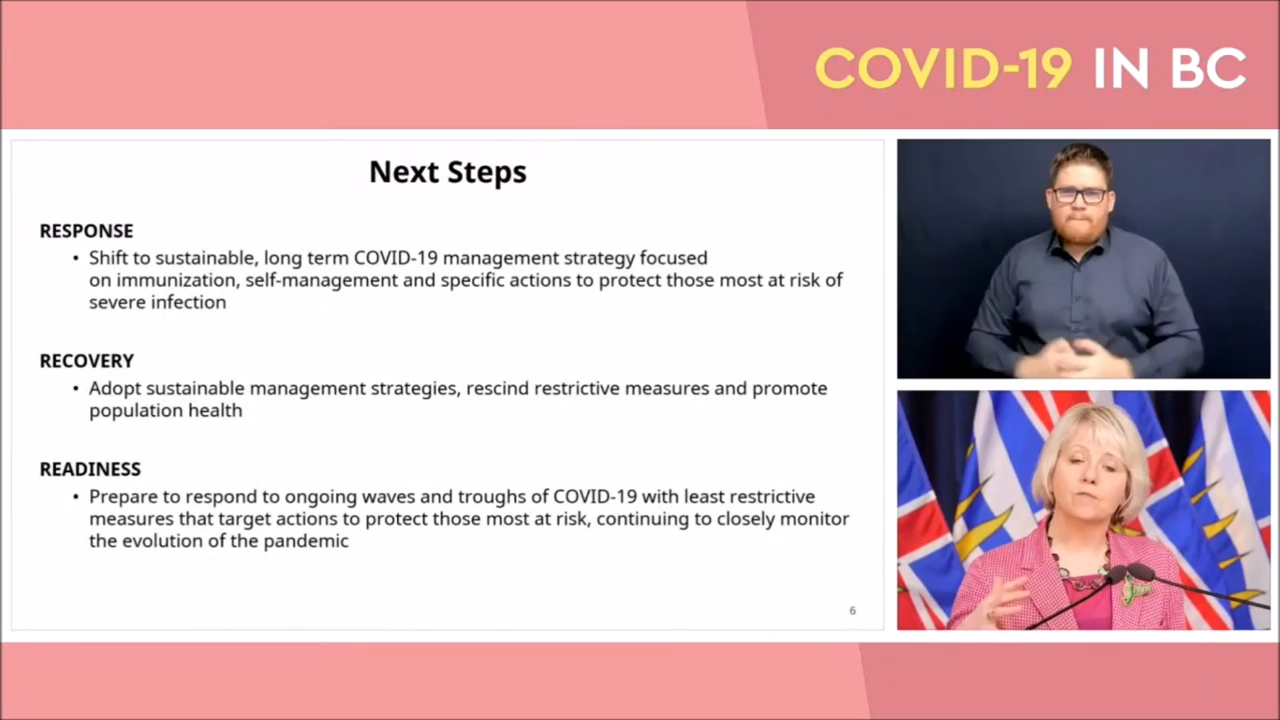 COVID-19 IN BC
Next Steps
RESPONSE
• Shift to sustainable, long term COVID-19 management strategy focused
on immunization, self-management and specific actions to protect those most at risk of
severe infection
RECOVERY
• Adopt sustainable management strategies, rescind restrictive measures and promote
population health
READINESS
• Prepare to respond to ongoing waves and troughs of COVID-19 with least restrictive
measures that target actions to protect those most at risk, continuing to closely monitor
the evolution of the pandemic
6